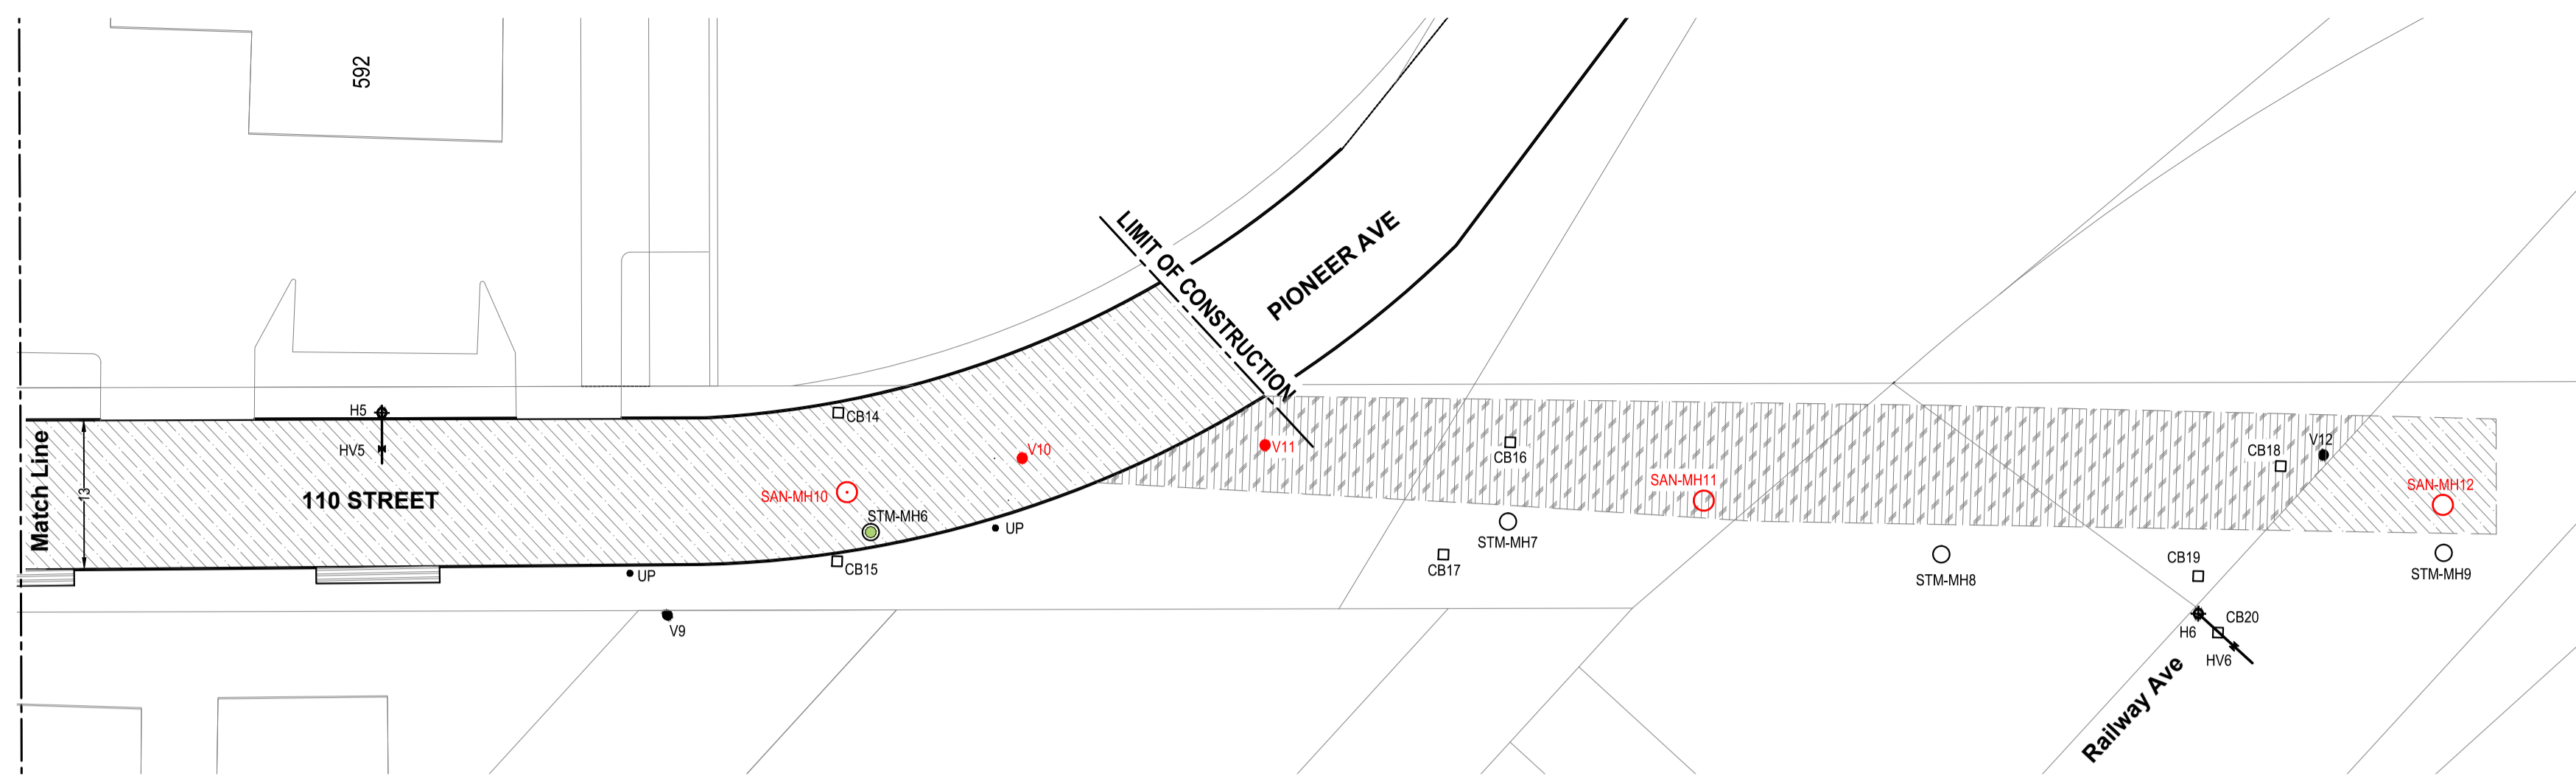 592
LIMIT OF CONSTRUCTION
PIONEER AVE
H5
CB14
HV5
Match Line
13
110 STREET
V10
V11
SAN-MH10
STM-MH6
UP
CB15
UP
V9
CB16
CB17
STM-MH7
SAN-MH11
STM-MH8
CB18
V12
SAN-MH12
CB19
STM-MH9
H6
CB20
HV6
Railway Ave